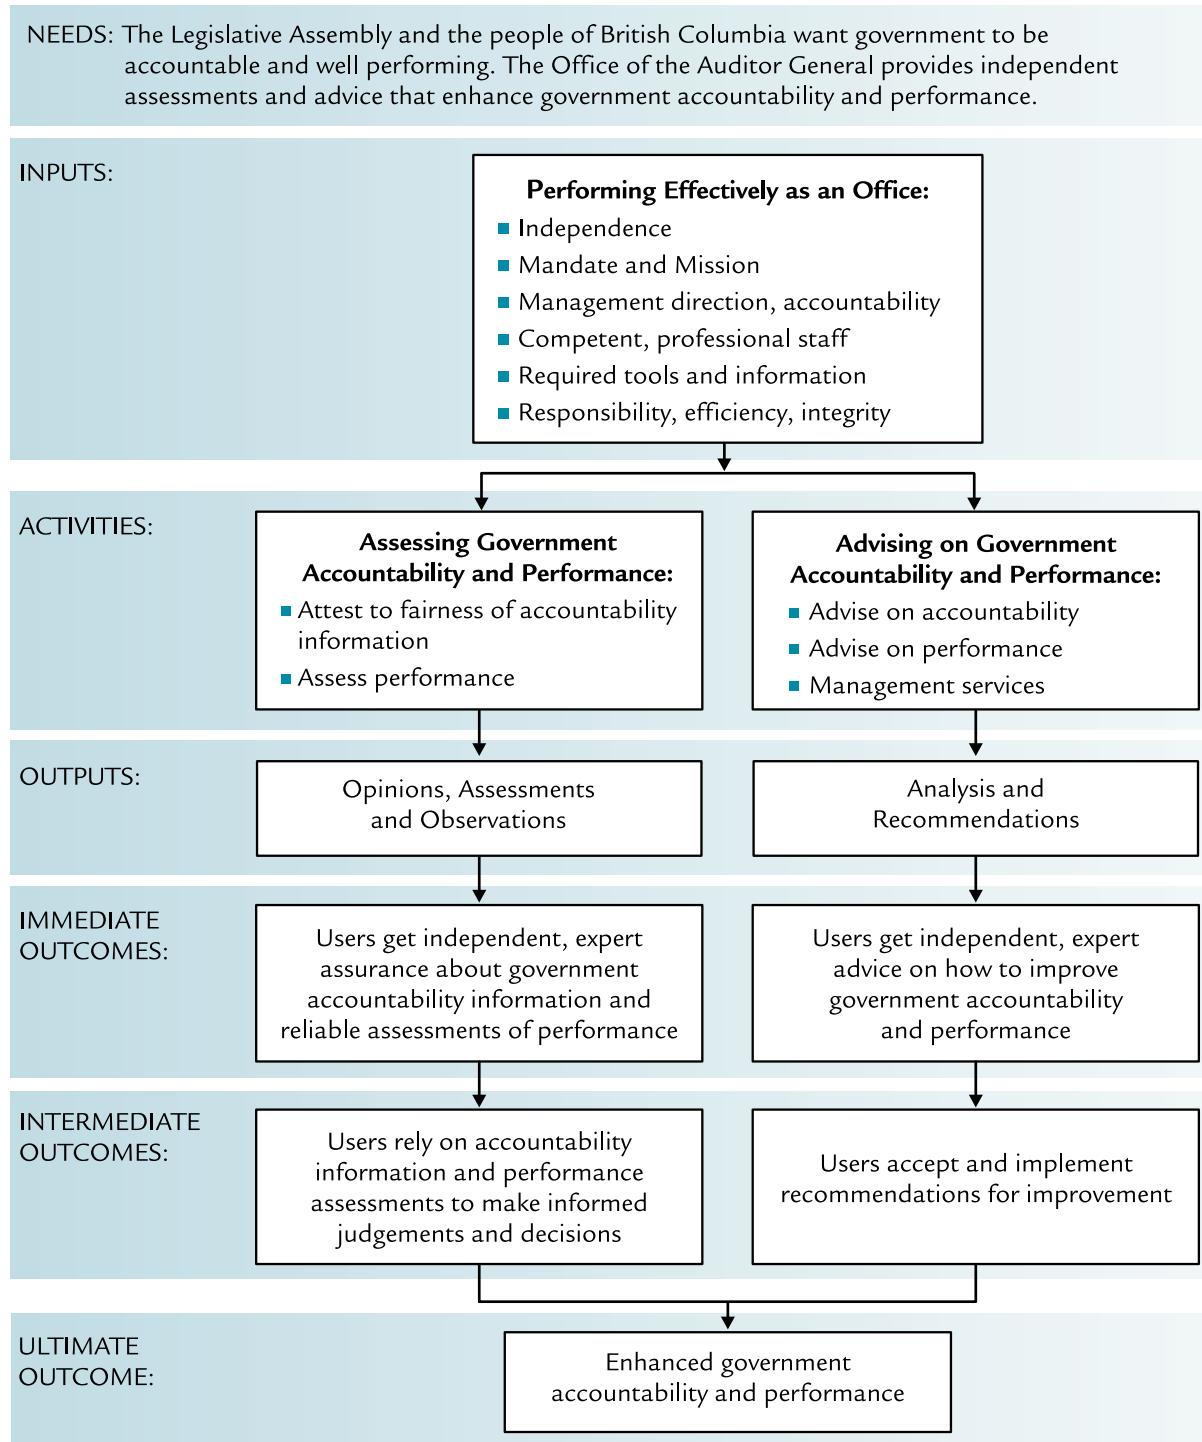 NEEDS: The Legislative Assembly and the people of British Columbia want government to be
accountable and well performing. The Office of the Auditor General provides independent
assessments and advice that enhance government accountability and performance.
INPUTS:
Performing Effectively as an Office:
Independence
Mandate and Mission
Management direction, accountability
Competent, professional staff
Required tools and information
Responsibility, efficiency, integrity
ACTIVITIES:
Assessing Government
Accountability and Performance:
Attest to fairness of accountability
information
Assess performance
Advising on Government
Accountability and Performance:
Advise on accountability
Advise on performance
Management services
OUTPUTS:
Opinions, Assessments
and Observations
Analysis and
Recommendations
IMMEDIATE
OUTCOMES:
Users get independent, expert
assurance about government
accountability information and
reliable assessments of performance
Users get independent, expert
advice on how to improve
government accountability
and performance
INTERMEDIATE
OUTCOMES:
Users rely on accountability
information and performance
assessments to make informed
judgements and decisions
Users accept and implement
recommendations for improvement
ULTIMATE
OUTCOME:
Enhanced government
accountability and performance